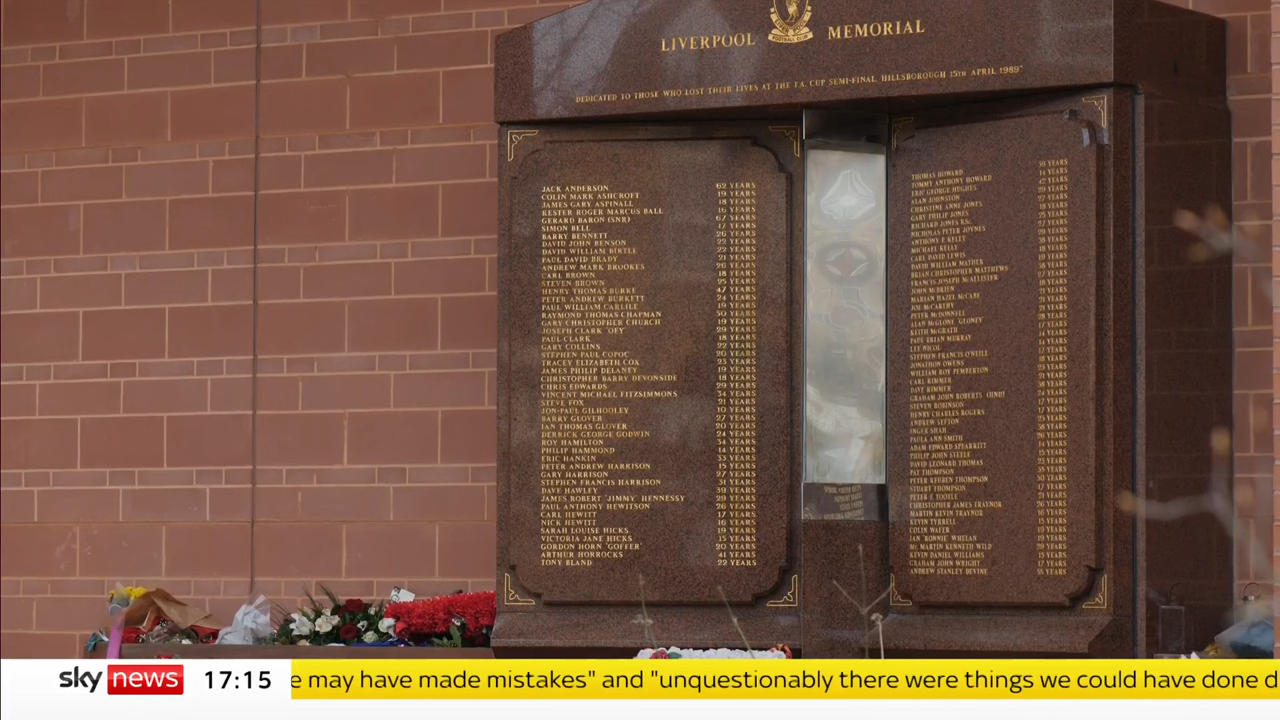 LIVERPOOL MEMORIAL
FOOTBALL CLUB
DEDICATED TO THOSE WHO LOST THEIR LIVES AT THE F.A. CUP SEMI-FINAL, HILLSBOROUGH 15TH APRIL 1989"
JACK ANDERSON 62 YEARS
COLIN MARK ASHCROFT 19 YEARS
JAMES GARY ASPINALL 18 YEARS
KESTER ROGER MARCUS BALL 16 YEARS
GERARD BARON (SNR) 67 YEARS
SIMON BELL 17 YEARS
BARRY BENNETT 26 YEARS
DAVID JOHN BENSON 22 YEARS
DAVID WILLIAM BIRTLE 22 YEARS
PAUL DAVID BRADY 21 YEARS
ANDREW MARK BROOKES 26 YEARS
CARL BROWN 18 YEARS
STEVEN BROWN 25 YEARS
HENRY THOMAS BURKE 47 YEARS
PETER ANDREW BURKETT 24 YEARS
PAUL WILLIAM CARLILE 19 YEARS
RAYMOND THOMAS CHAPMAN 50 YEARS
GARY CHRISTOPHER CHURCH 19 YEARS
JOSEPH CLARK 'OFY' 29 YEARS
PAUL CLARK 18 YEARS
GARY COLLINS 22 YEARS
STEPHEN PAUL COPOC 20 YEARS
TRACEY ELIZABETH COX 23 YEARS
JAMES PHILIP DELANEY 19 YEARS
CHRISTOPHER BARRY DEVONSIDE 18 YEARS
CHRIS EDWARDS 29 YEARS
VINCENT MICHAEL FITZSIMMONS 34 YEARS
STEVE FOX 21 YEARS
JON-PAUL GILHOOLEY 10 YEARS
BARRY GLOVER 27 YEARS
IAN THOMAS GLOVER 20 YEARS
DERRICK GEORGE GODWIN 24 YEARS
ROY HAMILTON 34 YEARS
PHILIP HAMMOND 14 YEARS
ERIC HANKIN 33 YEARS
PETER ANDREW HARRISON 15 YEARS
GARY HARRISON 27 YEARS
STEPHEN FRANCIS HARRISON 31 YEARS
DAVE HAWLEY 39 YEARS
JAMES ROBERT 'JIMMY' HENNESSY 29 YEARS
PAUL ANTHONY HEWITSON 26 YEARS
CARL HEWITT 17 YEARS
NICK HEWITT 16 YEARS
SARAH LOUISE HICKS 19 YEARS
VICTORIA JANE HICKS 15 YEARS
GORDON HORN 'GOFFER' 20 YEARS
ARTHUR HORROCKS 41 YEARS
TONY BLAND 22 YEARS
THOMAS HOWARD 39 YEARS
TOMMY ANTHONY HOWARD 14 YEARS
ERIC GEORGE HUGHES 42 YEARS
ALAN JOHNSTON 29 YEARS
CHRISTINE ANNE JONES 27 YEARS
GARY PHILIP JONES 18 YEARS
RICHARD JONES B.Sc. 25 YEARS
NICHOLAS PETER JOYNES 27 YEARS
ANTHONY P. KELLY 29 YEARS
MICHAEL KELLY 38 YEARS
CARL DAVID LEWIS 18 YEARS
DAVID WILLIAM MATHER 19 YEARS
BRIAN CHRISTOPHER MATTHEWS 38 YEARS
FRANCIS JOSEPH McALLISTER 27 YEARS
JOHN McBRIEN 18 YEARS
MARIAN HAZEL McCABE 21 YEARS
JOE McCARTHY 21 YEARS
PETER McDONNELL 21 YEARS
ALAN McGLONE 'GLONEY' 28 YEARS
KEITH McGRATH 17 YEARS
PAUL BRIAN MURRAY 14 YEARS
LEE NICOL 14 YEARS
STEPHEN FRANCIS O'NEILL 17 YEARS
JONATHON OWENS 18 YEARS
WILLIAM ROY PEMBERTON 23 YEARS
CARL RIMMER 21 YEARS
DAVE RIMMER 38 YEARS
GRAHAM JOHN ROBERTS (HND) 24 YEARS
STEVEN ROBINSON 17 YEARS
HENRY CHARLES ROGERS 17 YEARS
ANDREW SEFTON 23 YEARS
INGER SHAH 38 YEARS
PAULA ANN SMITH 26 YEARS
ADAM EDWARD SPEARRITT 14 YEARS
PHILIP JOHN STEELE 15 YEARS
DAVID LEONARD THOMAS 23 YEARS
PAT THOMPSON 35 YEARS
PETER REUBEN THOMPSON 30 YEARS
STUART THOMPSON 17 YEARS
PETER F. TOOTLE 21 YEARS
CHRISTOPHER JAMES TRAYNOR 26 YEARS
MARTIN KEVIN TRAYNOR 16 YEARS
KEVIN TYRRELL 15 YEARS
COLIN WAFER 19 YEARS
IAN 'RONNIE' WHELAN 19 YEARS
Mr. MARTIN KENNETH WILD 29 YEARS
KEVIN DANIEL WILLIAMS 15 YEARS
GRAHAM JOHN WRIGHT 17 YEARS
ANDREW STANLEY DEVINE 55 YEARS
sky news 17:15 e may have made mistakes" and "unquestionably there were things we could have done d